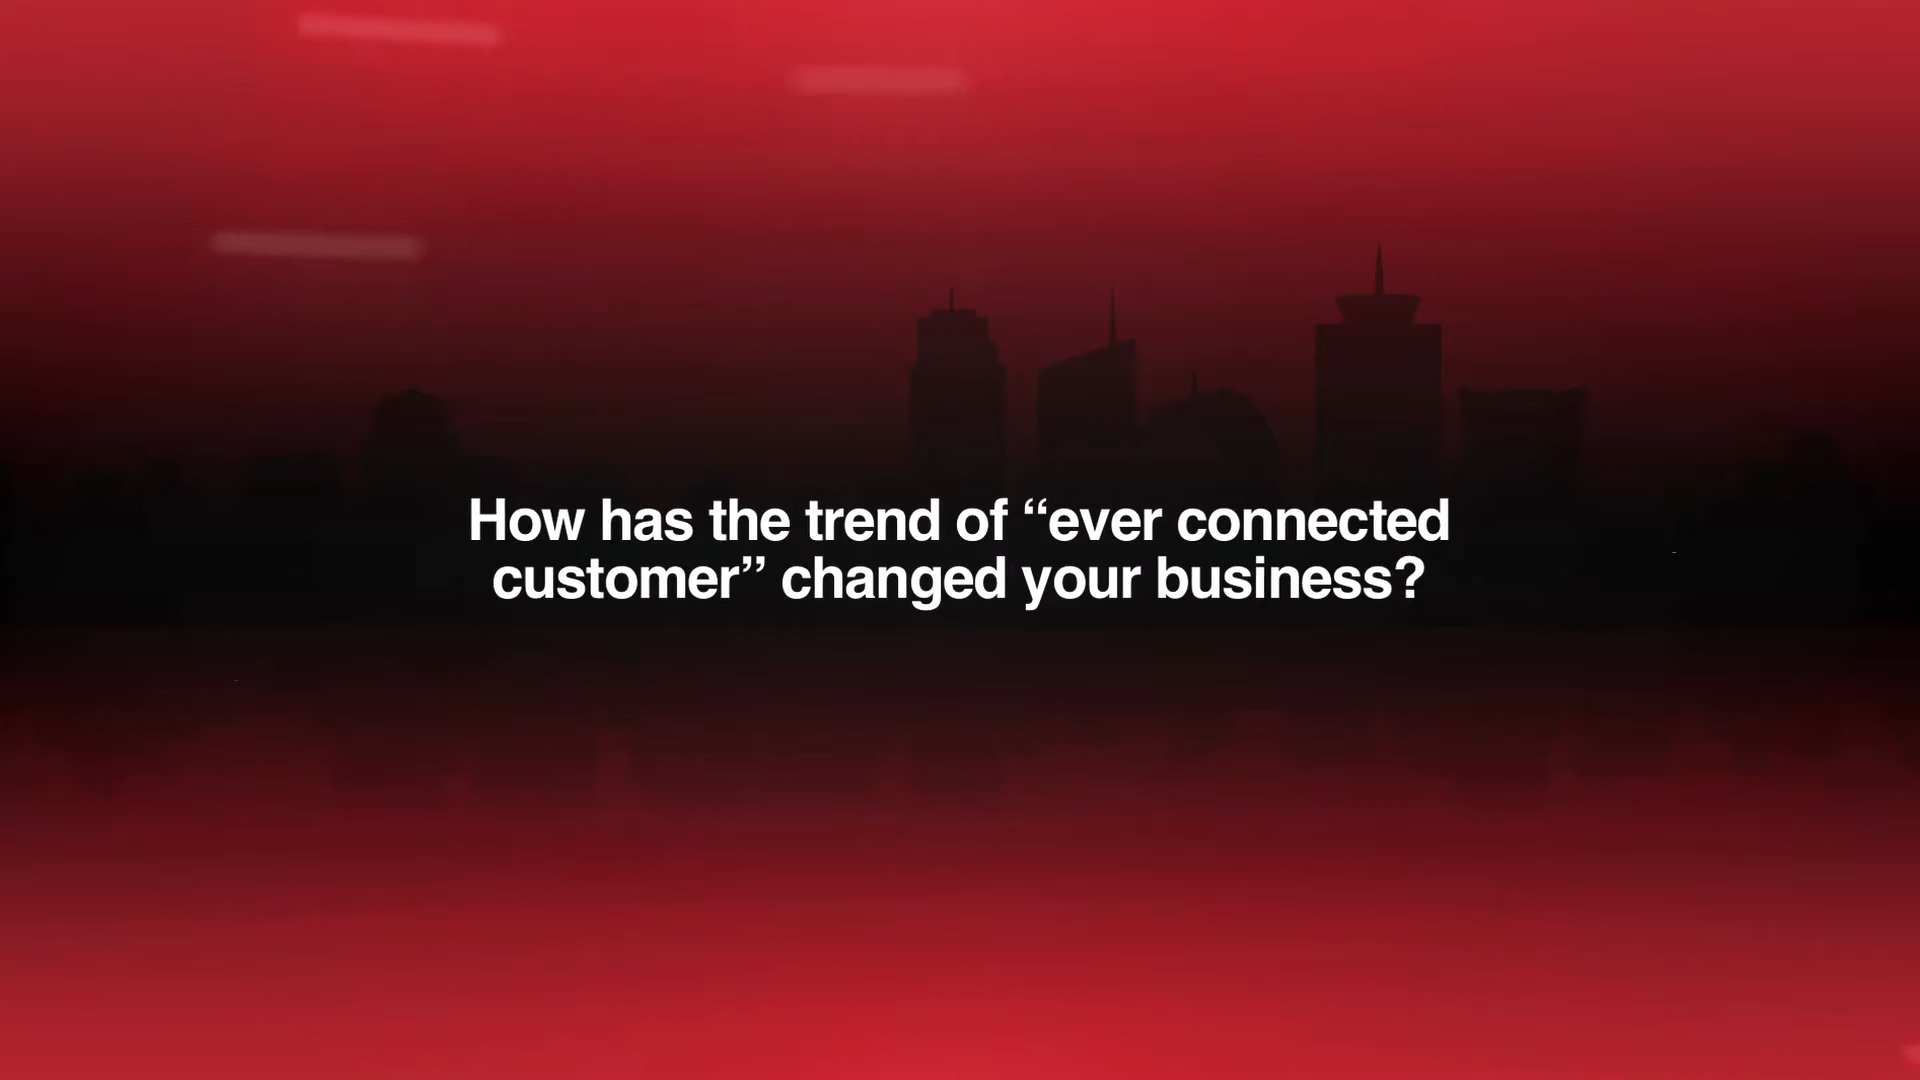 How has the trend of “ever connected
customer” changed your business?